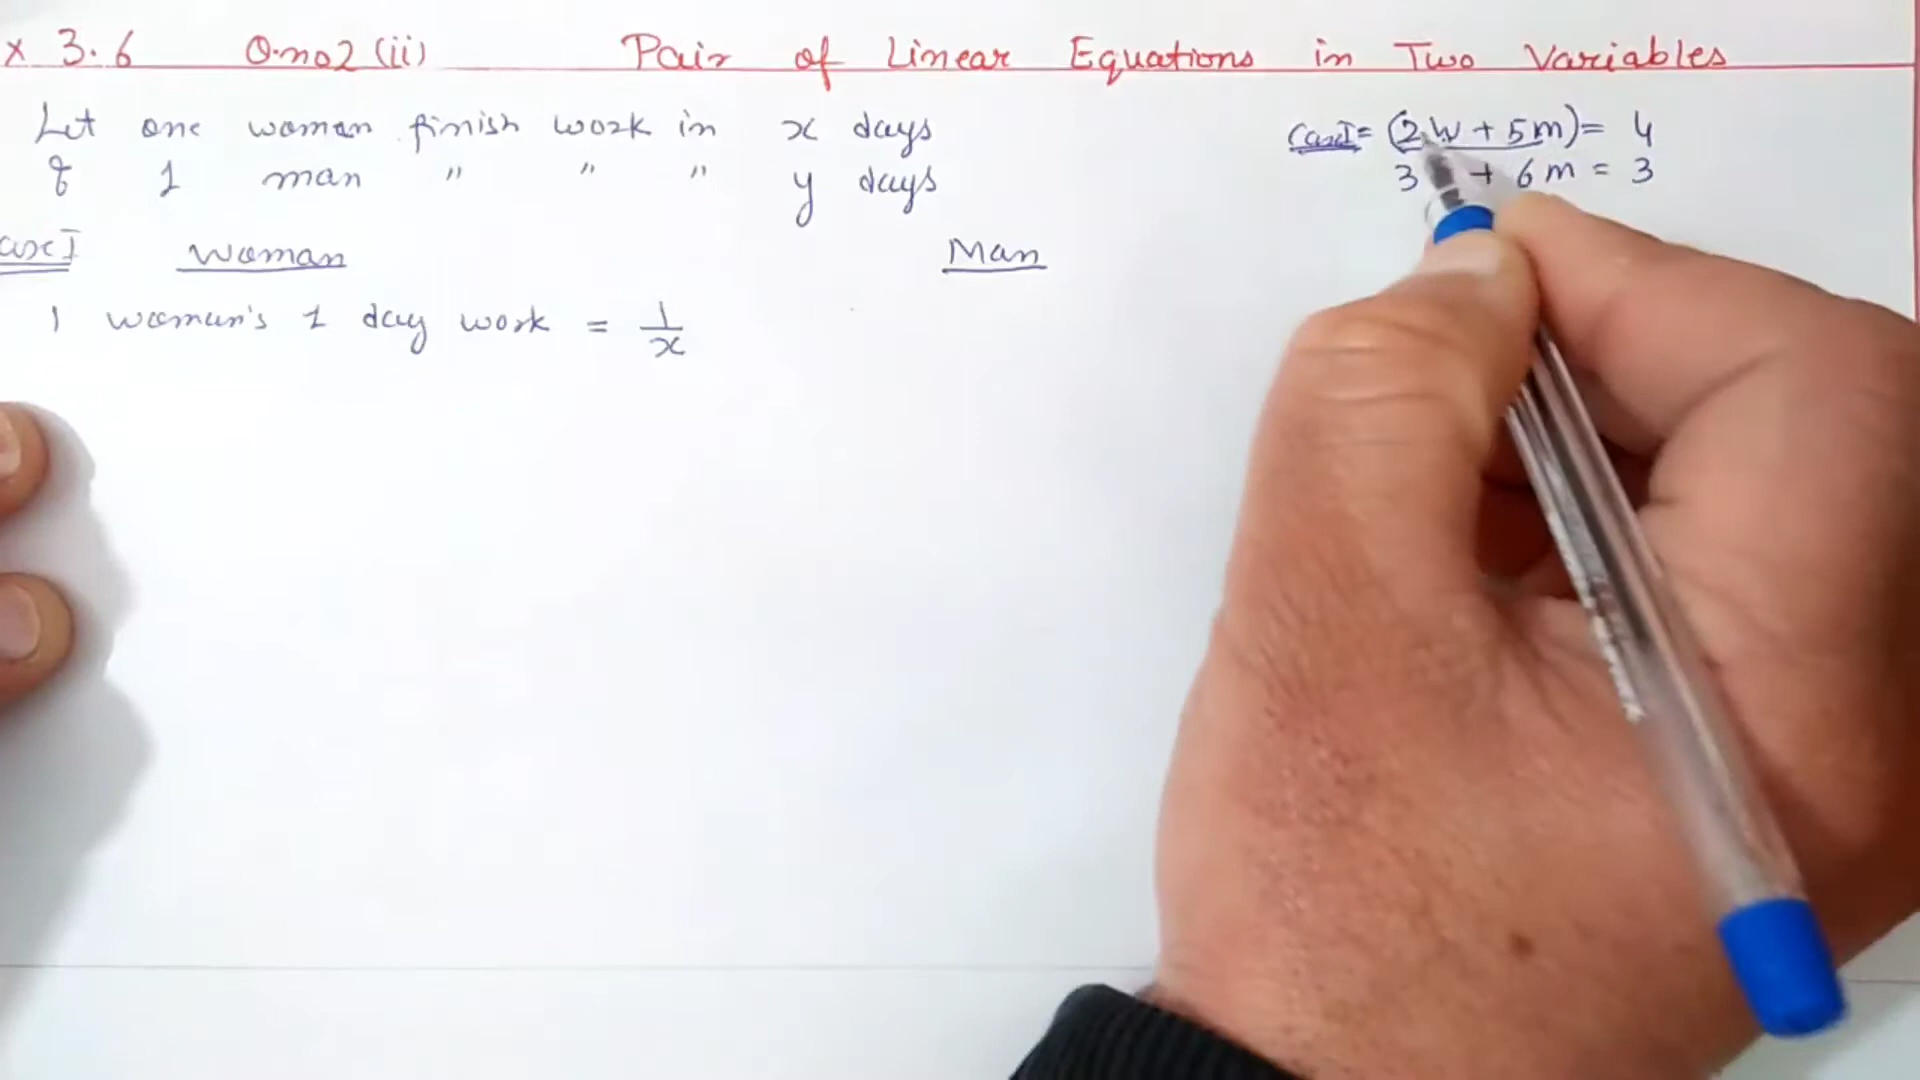 x 3.6 Q.no2 (ii) Pair of Linear Equations in Two Variables
Let one woman finish work in x days
& 1 man " " " y days
Case I = (2W + 5m) = 4
3 + 6m = 3
ase I Woman Man
1 woman's 1 day work = 1/x